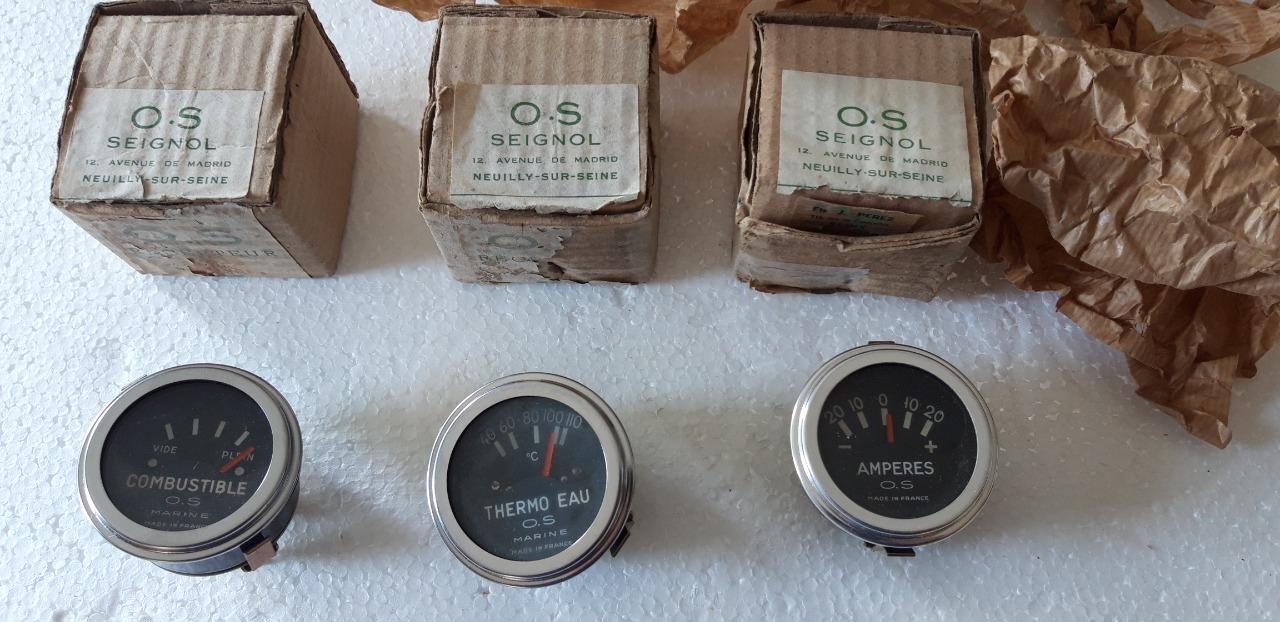 O.S
SEIGNOL
12, AVENUE DE MADRID
NEUILLY-SUR-SEINE
O.S
O.S
SEIGNOL
12, AVENUE DE MADRID
NEUILLY-SUR-SEINE
O.
O.S
SEIGNOL
12, AVENUE DE MADRID
NEUILLY-SUR-SEINE
PEREZ
VIDE PLEIN
COMBUSTIBLE
O.S
MARINE
MADE IN FRANCE
40 60 80 100 110
°C
THERMO EAU
O.S
MARINE
MADE IN FRANCE
20 10 0 10 20
- +
AMPERES
O.S
MADE IN FRANCE